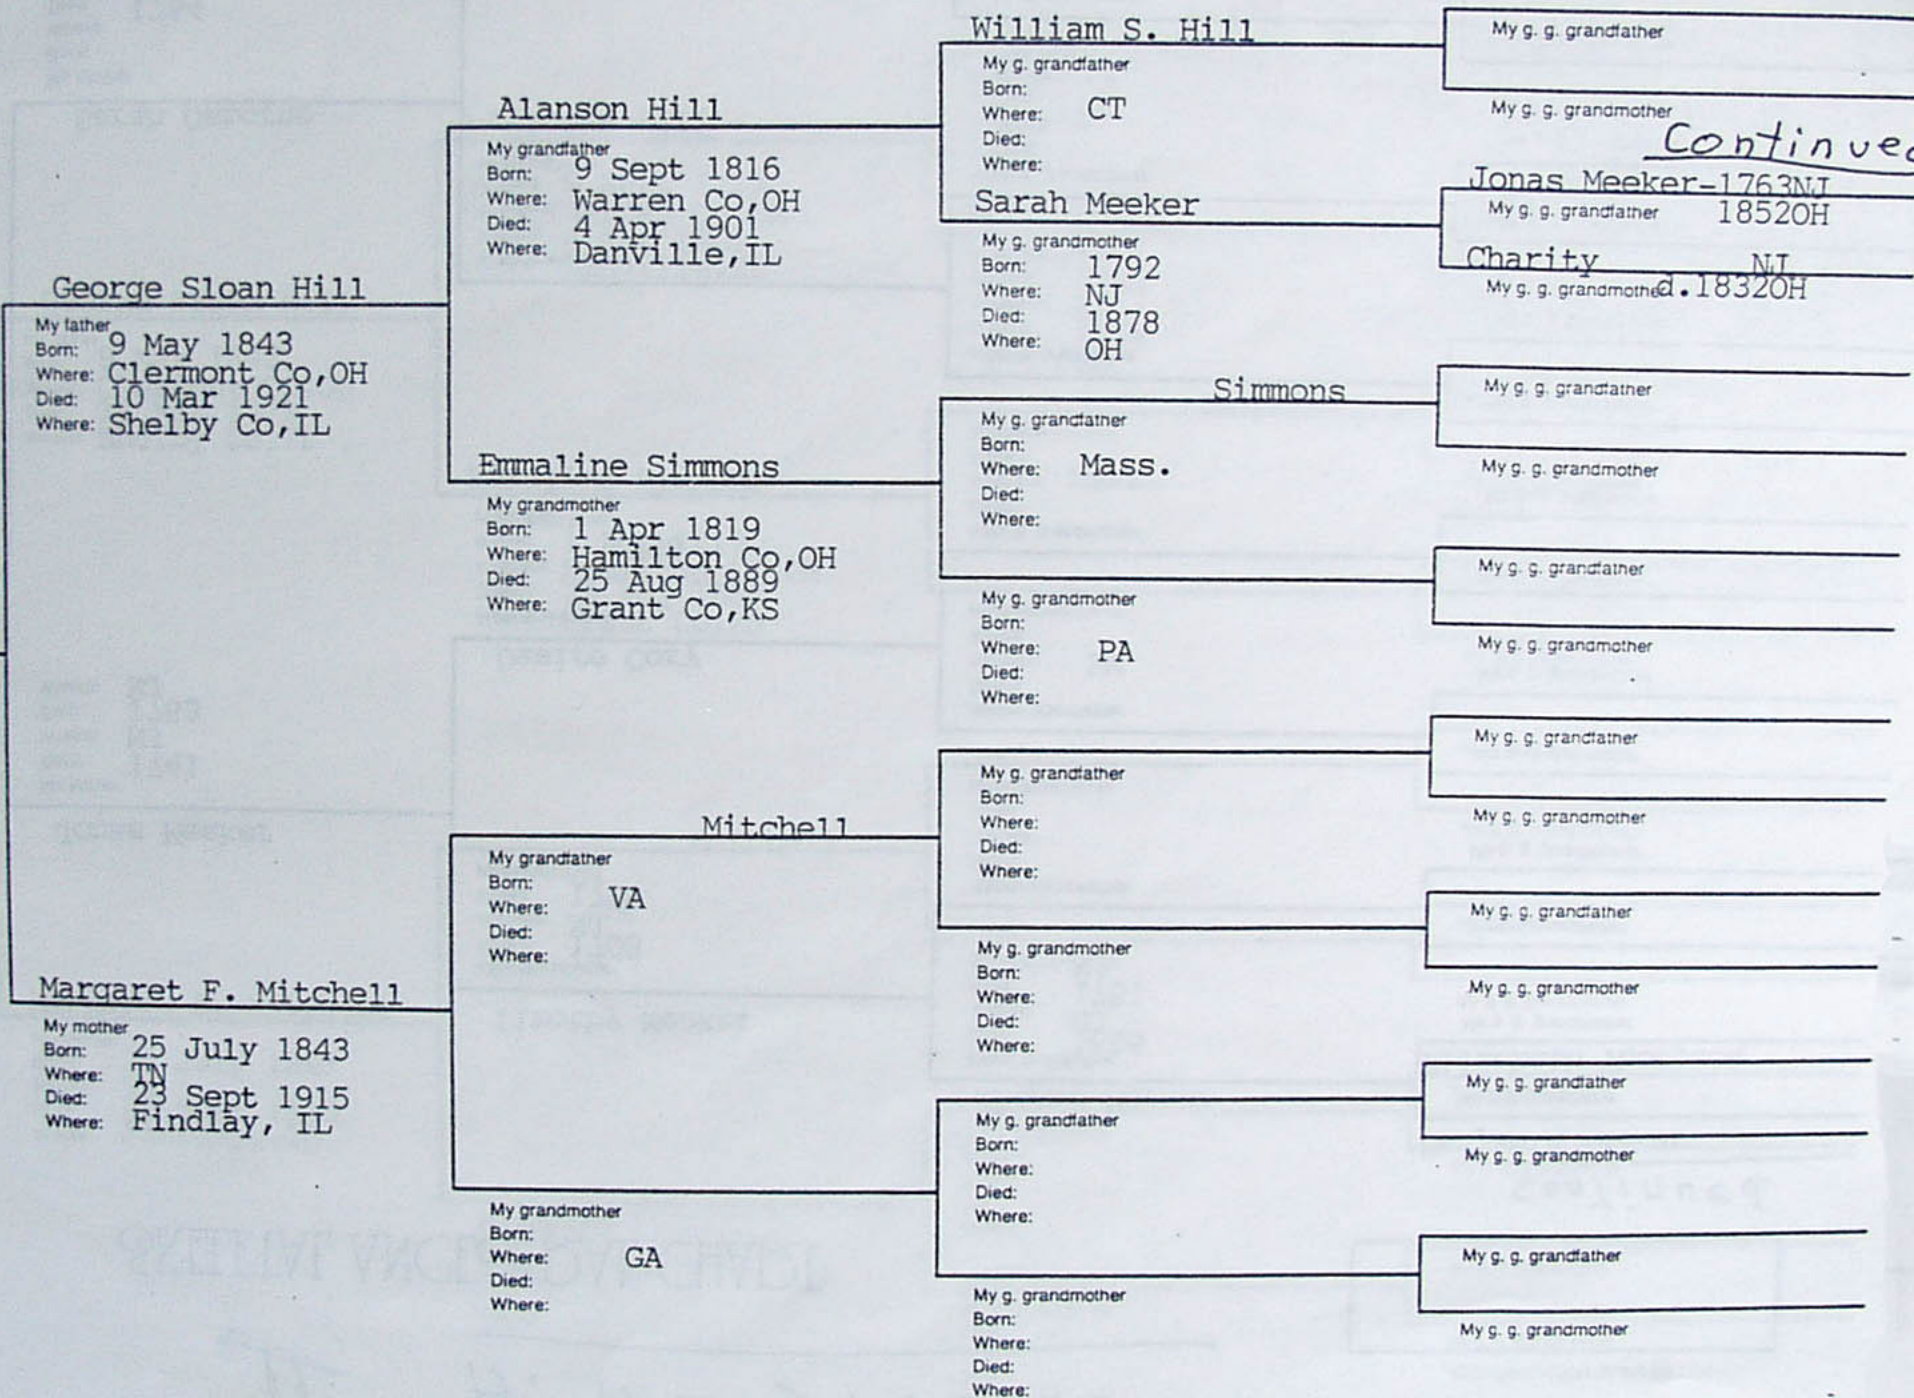 George Sloan Hill
My father
Born: 9 May 1843
Where: Clermont Co,OH
Died: 10 Mar 1921
Where: Shelby Co,IL
Margaret F. Mitchell
My mother
Born: 25 July 1843
Where: TN
Died: 23 Sept 1915
Where: Findlay, IL
Alanson Hill
My grandfather
Born: 9 Sept 1816
Where: Warren Co,OH
Died: 4 Apr 1901
Where: Danville,IL
Emmaline Simmons
My grandmother
Born: 1 Apr 1819
Where: Hamilton Co,OH
Died: 25 Aug 1889
Where: Grant Co,KS
Mitchell
My grandfather
Born:
Where: VA
Died:
Where:
My grandmother
Born:
Where: GA
Died:
Where:
William S. Hill
My g. grandfather
Born:
Where: CT
Died:
Where:
Sarah Meeker
My g. grandmother
Born: 1792
Where: NJ
Died: 1878
Where: OH
Simmons
My g. grandfather
Born:
Where: Mass.
Died:
Where:
My g. grandmother
Born:
Where: PA
Died:
Where:
My g. grandfather
Born:
Where:
Died:
Where:
My g. grandmother
Born:
Where:
Died:
Where:
My g. grandfather
Born:
Where:
Died:
Where:
My g. grandmother
Born:
Where:
Died:
Where:
My g. g. grandfather
My g. g. grandmother
Continued
Jonas Meeker-1763NJ
My g. g. grandfather 1852OH
Charity NJ
My g. g. grandmother d.1832OH
My g. g. grandfather
My g. g. grandmother
My g. g. grandfather
My g. g. grandmother
My g. g. grandfather
My g. g. grandmother
My g. g. grandfather
My g. g. grandmother
My g. g. grandfather
My g. g. grandmother
My g. g. grandfather
My g. g. grandmother